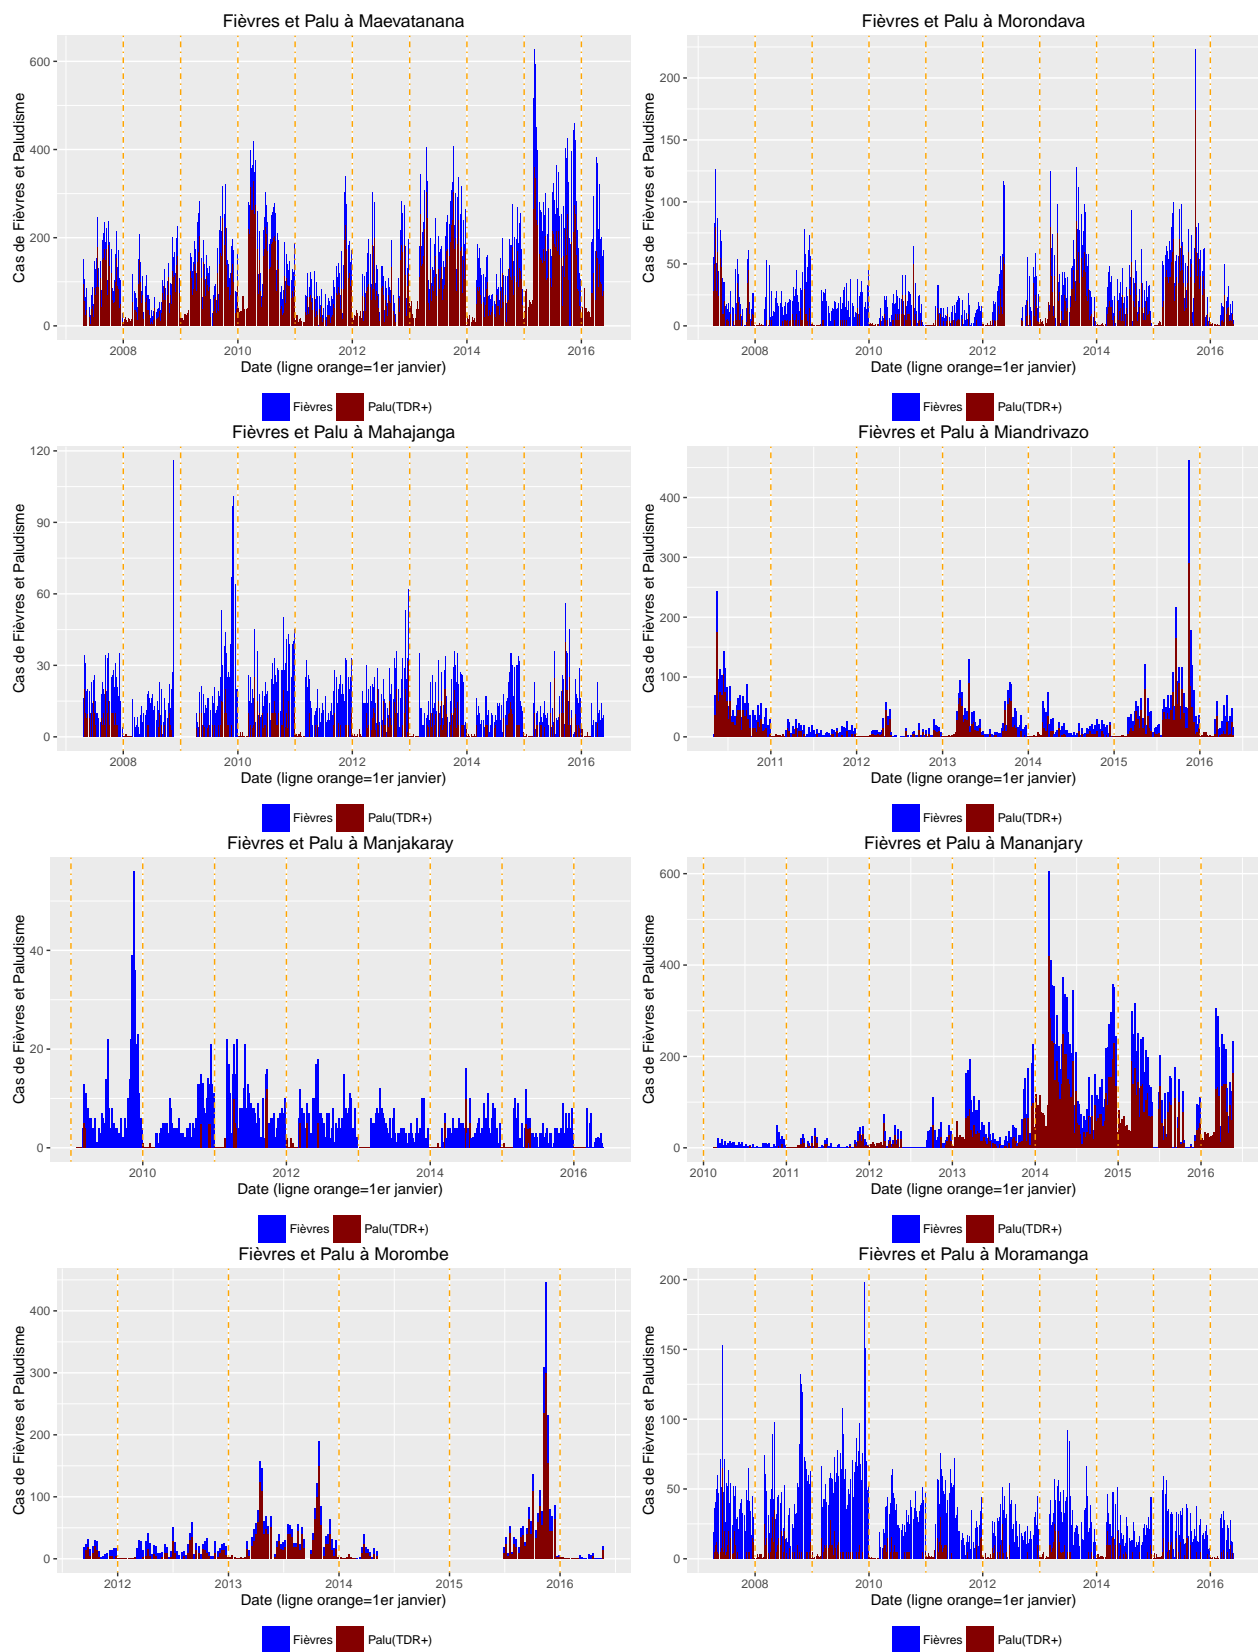 Fièvres et Palu à Maevatanana
Cas de Fièvres et Paludisme
600
400
200
0
2008 2010 2012 2014 2016
Date (ligne orange=1er janvier)
Fièvres Palu(TDR+)
Fièvres et Palu à Morondava
Cas de Fièvres et Paludisme
200
150
100
50
0
2008 2010 2012 2014 2016
Date (ligne orange=1er janvier)
Fièvres Palu(TDR+)
Fièvres et Palu à Mahajanga
Cas de Fièvres et Paludisme
120
90
60
30
0
2008 2010 2012 2014 2016
Date (ligne orange=1er janvier)
Fièvres Palu(TDR+)
Fièvres et Palu à Miandrivazo
Cas de Fièvres et Paludisme
400
300
200
100
0
2011 2012 2013 2014 2015 2016
Date (ligne orange=1er janvier)
Fièvres Palu(TDR+)
Fièvres et Palu à Manjakaray
Cas de Fièvres et Paludisme
40
20
0
2010 2012 2014 2016
Date (ligne orange=1er janvier)
Fièvres Palu(TDR+)
Fièvres et Palu à Mananjary
Cas de Fièvres et Paludisme
600
400
200
0
2010 2011 2012 2013 2014 2015 2016
Date (ligne orange=1er janvier)
Fièvres Palu(TDR+)
Fièvres et Palu à Morombe
Cas de Fièvres et Paludisme
400
300
200
100
0
2012 2013 2014 2015 2016
Date (ligne orange=1er janvier)
Fièvres Palu(TDR+)
Fièvres et Palu à Moramanga
Cas de Fièvres et Paludisme
200
150
100
50
0
2008 2010 2012 2014 2016
Date (ligne orange=1er janvier)
Fièvres Palu(TDR+)